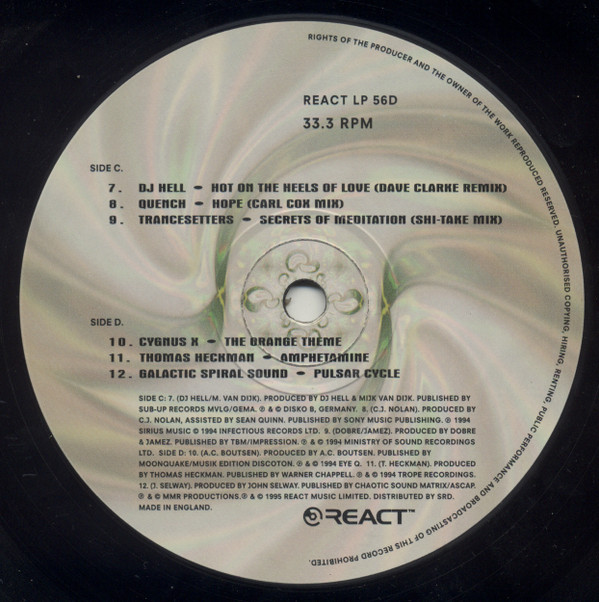 RIGHTS OF THE PRODUCER AND THE OWNER OF THE WORK REPRODUCED RESERVED. UNAUTHORISED COPYING, HIRING, RENTING, PUBLIC PERFORMANCE AND BROADCASTING OF THIS RECORD PROHIBITED.
REACT LP 56D
33.3 RPM
SIDE C.
7. DJ HELL - HOT ON THE HEELS OF LOVE (DAVE CLARKE REMIX)
8. QUENCH - HOPE (CARL COX MIX)
9. TRANCESETTERS - SECRETS OF MEDITATION (SHI-TAKE MIX)
SIDE D.
10. CYGNUS X - THE ORANGE THEME
11. THOMAS HECKMAN - AMPHETAMINE
12. GALACTIC SPIRAL SOUND - PULSAR CYCLE
SIDE C: 7. (DJ HELL/M. VAN DIJK). PRODUCED BY DJ HELL & MIJK VAN DIJK. PUBLISHED BY
SUB-UP RECORDS MVLG/GEMA. ℗ & © DISKO B, GERMANY. 8. (C.J. NOLAN). PRODUCED BY
C.J. NOLAN, ASSISTED BY SEAN QUINN. PUBLISHED BY SONY MUSIC PUBLISHING. ℗ 1994
SIRIUS MUSIC © 1994 INFECTIOUS RECORDS LTD. 9. (DOBRE/JAMEZ). PRODUCED BY DOBRE
& JAMEZ. PUBLISHED BY TBM/IMPRESSION. ℗ & © 1994 MINISTRY OF SOUND RECORDINGS
LTD. SIDE D: 10. (A.C. BOUTSEN). PRODUCED BY A.C. BOUTSEN. PUBLISHED BY
MOONQUAKE/MUSIK EDITION DISCOTON. ℗ & © 1994 EYE Q. 11. (T. HECKMAN). PRODUCED BY
THOMAS HECKMAN. PUBLISHED BY WARNER CHAPPELL. ℗ & © 1994 TROPE RECORDINGS.
12. (J. SELWAY). PRODUCED BY JOHN SELWAY. PUBLISHED BY CHAOTIC SOUND MATRIX/ASCAP.
℗ & © MMR PRODUCTIONS.℗ & © 1995 REACT MUSIC LIMITED. DISTRIBUTED BY SRD.
MADE IN ENGLAND.
REACT™